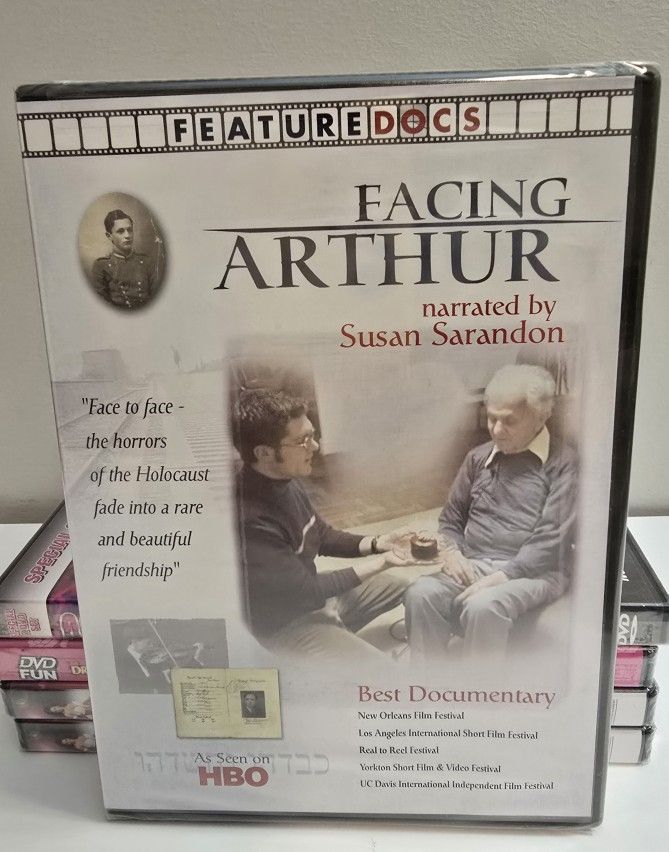 FEATUREDOCS
FACING
ARTHUR
narrated by
Susan Sarandon
"Face to face -
the horrors
of the Holocaust
fade into a rare
and beautiful
friendship"
Best Documentary
New Orleans Film Festival
Los Angeles International Short Film Festival
Real to Reel Festival
Yorkton Short Film & Video Festival
UC Davis International Independent Film Festival
As Seen on
HBO
SPECIAL
DVD
FUN
DVD